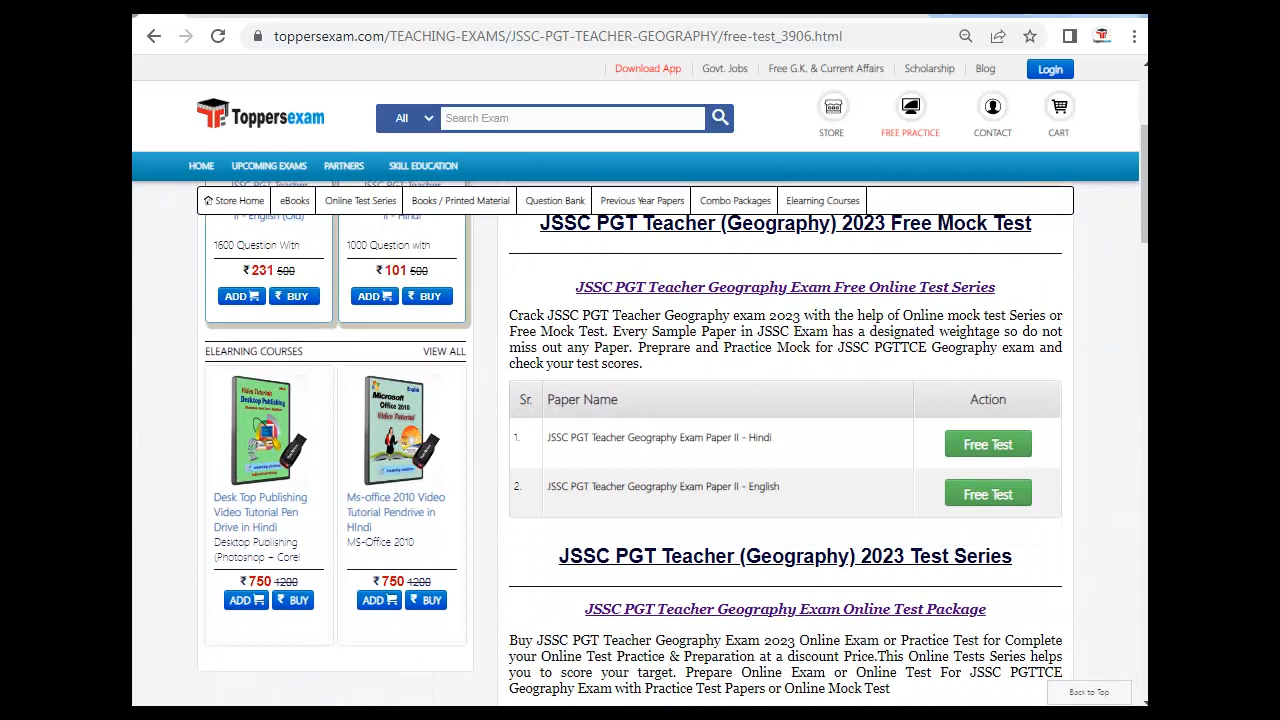 toppersexam.com/TEACHING-EXAMS/JSSC-PGT-TEACHER-GEOGRAPHY/free-test_3906.html
Download App
Govt. Jobs
Free G.K. & Current Affairs
Scholarship
Blog
Login
Toppersexam
All
Search Exam
STORE
FREE PRACTICE
CONTACT
CART
HOME
UPCOMING EXAMS
PARTNERS
SKILL EDUCATION
Store Home
eBooks
Online Test Series
Books / Printed Material
Question Bank
Previous Year Papers
Combo Packages
Elearning Courses
JSSC PGT Teacher
II - English (Old)
1600 Question With
₹ 231 500
ADD
₹ BUY
JSSC PGT Teacher
II - Hindi
1000 Question with
₹ 101 500
ADD
₹ BUY
ELEARNING COURSES
VIEW ALL
Video Tutorials
Desktop Publishing
Desk Top Publishing
Video Tutorial Pen
Drive in Hindi
Desktop Publishing
(Photoshop + Corel
₹ 750 1200
ADD
₹ BUY
English
Microsoft
Office 2010
Video Tutorial
Ms-office 2010 Video
Tutorial Pendrive in
HIndi
MS-Office 2010
₹ 750 1200
ADD
₹ BUY
JSSC PGT Teacher (Geography) 2023 Free Mock Test
JSSC PGT Teacher Geography Exam Free Online Test Series
Crack JSSC PGT Teacher Geography exam 2023 with the help of Online mock test Series or
Free Mock Test. Every Sample Paper in JSSC Exam has a designated weightage so do not
miss out any Paper. Preprare and Practice Mock for JSSC PGTTCE Geography exam and
check your test scores.
Sr. Paper Name Action
1. JSSC PGT Teacher Geography Exam Paper II - Hindi Free Test
2. JSSC PGT Teacher Geography Exam Paper II - English Free Test
JSSC PGT Teacher (Geography) 2023 Test Series
JSSC PGT Teacher Geography Exam Online Test Package
Buy JSSC PGT Teacher Geography Exam 2023 Online Exam or Practice Test for Complete
your Online Test Practice & Preparation at a discount Price.This Online Tests Series helps
you to score your target. Prepare Online Exam or Online Test For JSSC PGTTCE
Geography Exam with Practice Test Papers or Online Mock Test
Back to Top